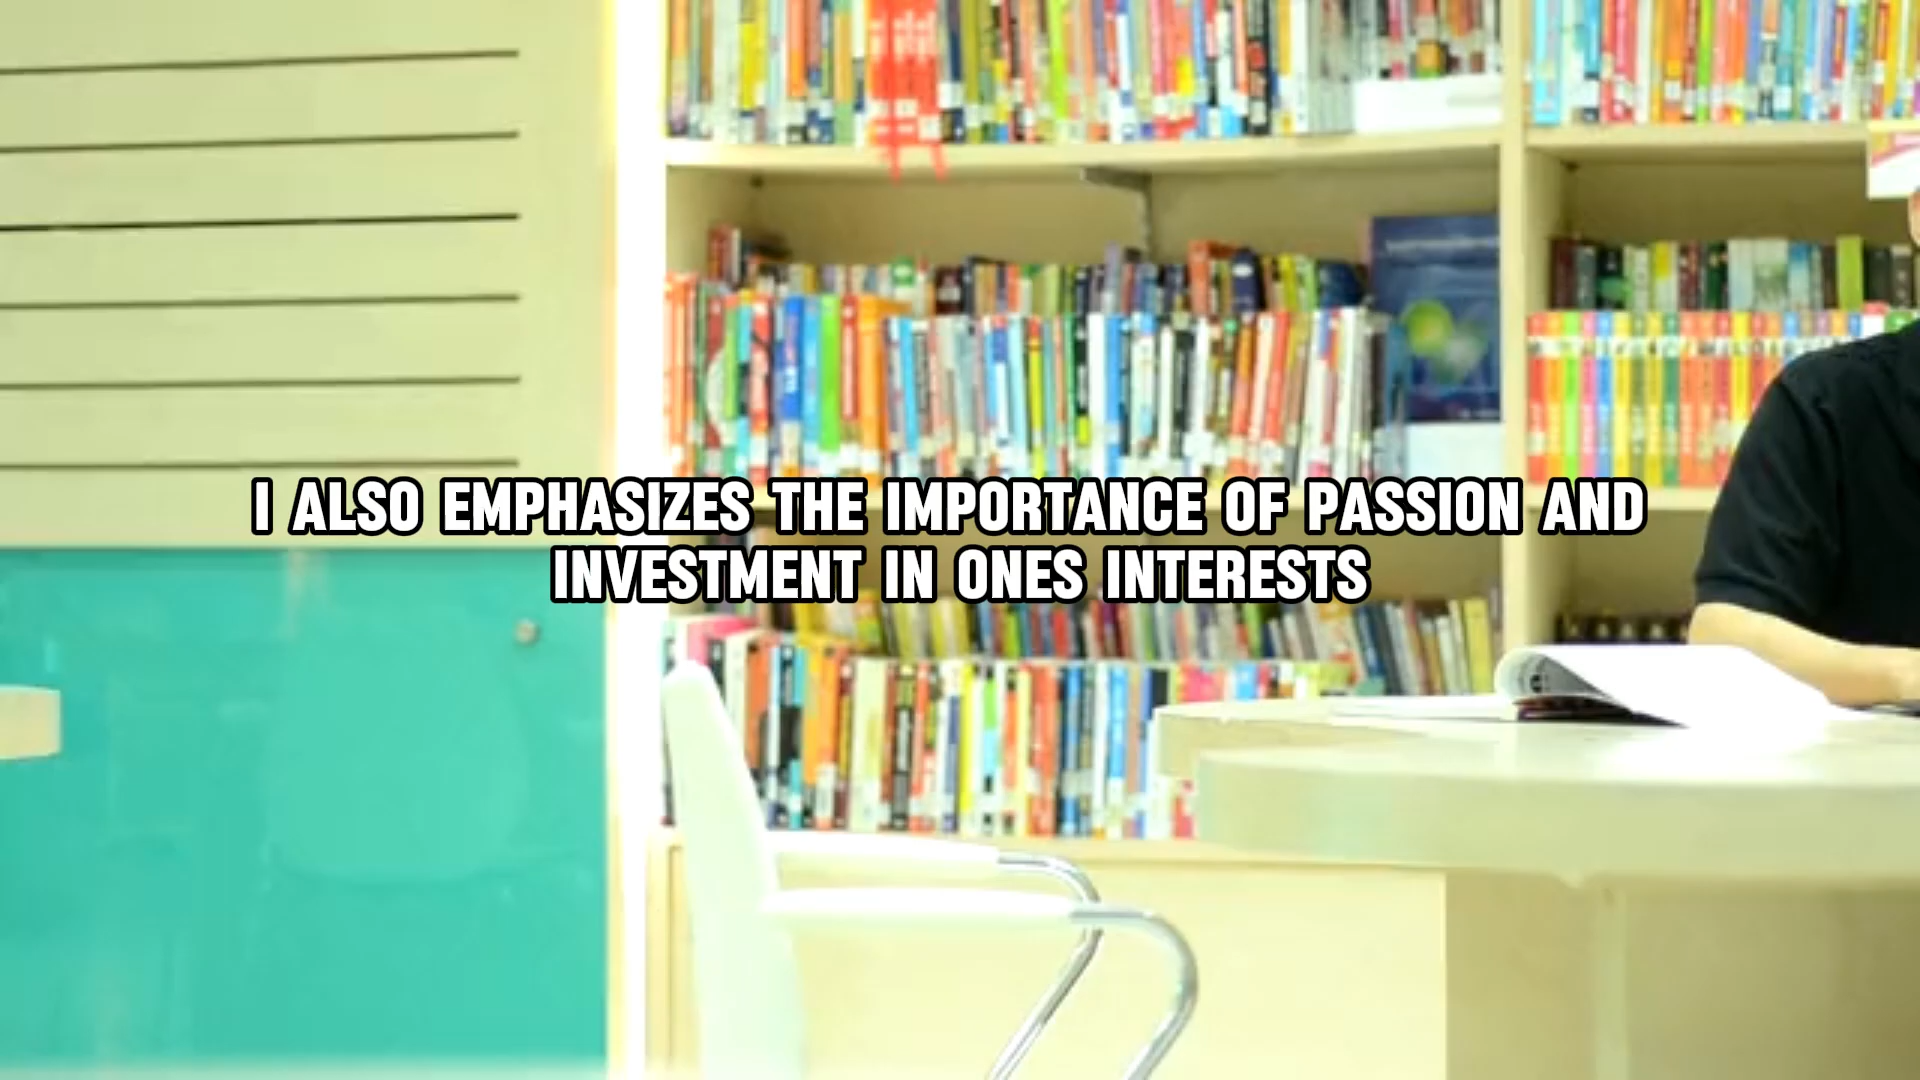 I ALSO EMPHASIZES THE IMPORTANCE OF PASSION AND
INVESTMENT IN ONES INTERESTS